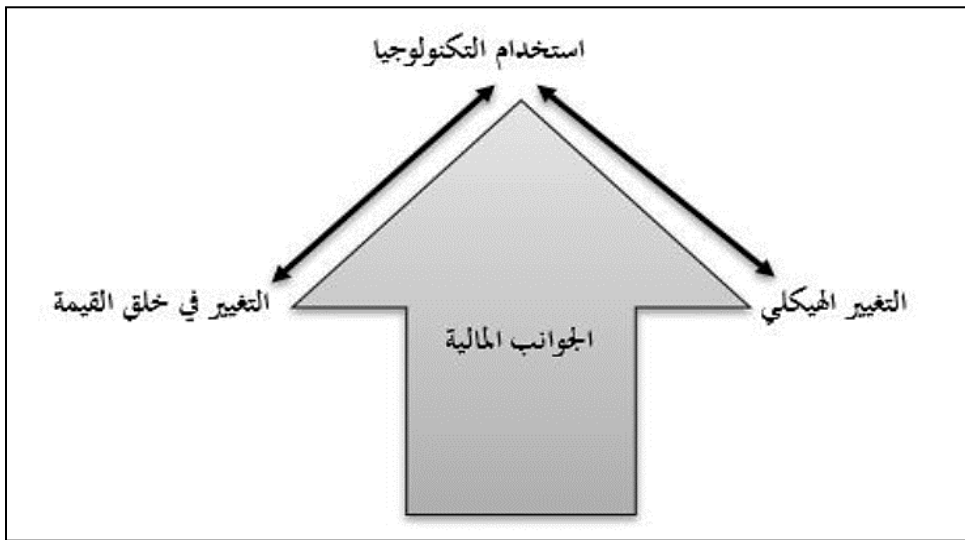 استخدام التكنولوجيا
التغيير الهيكلي
التغيير في خلق القيمة
الجوانب المالية